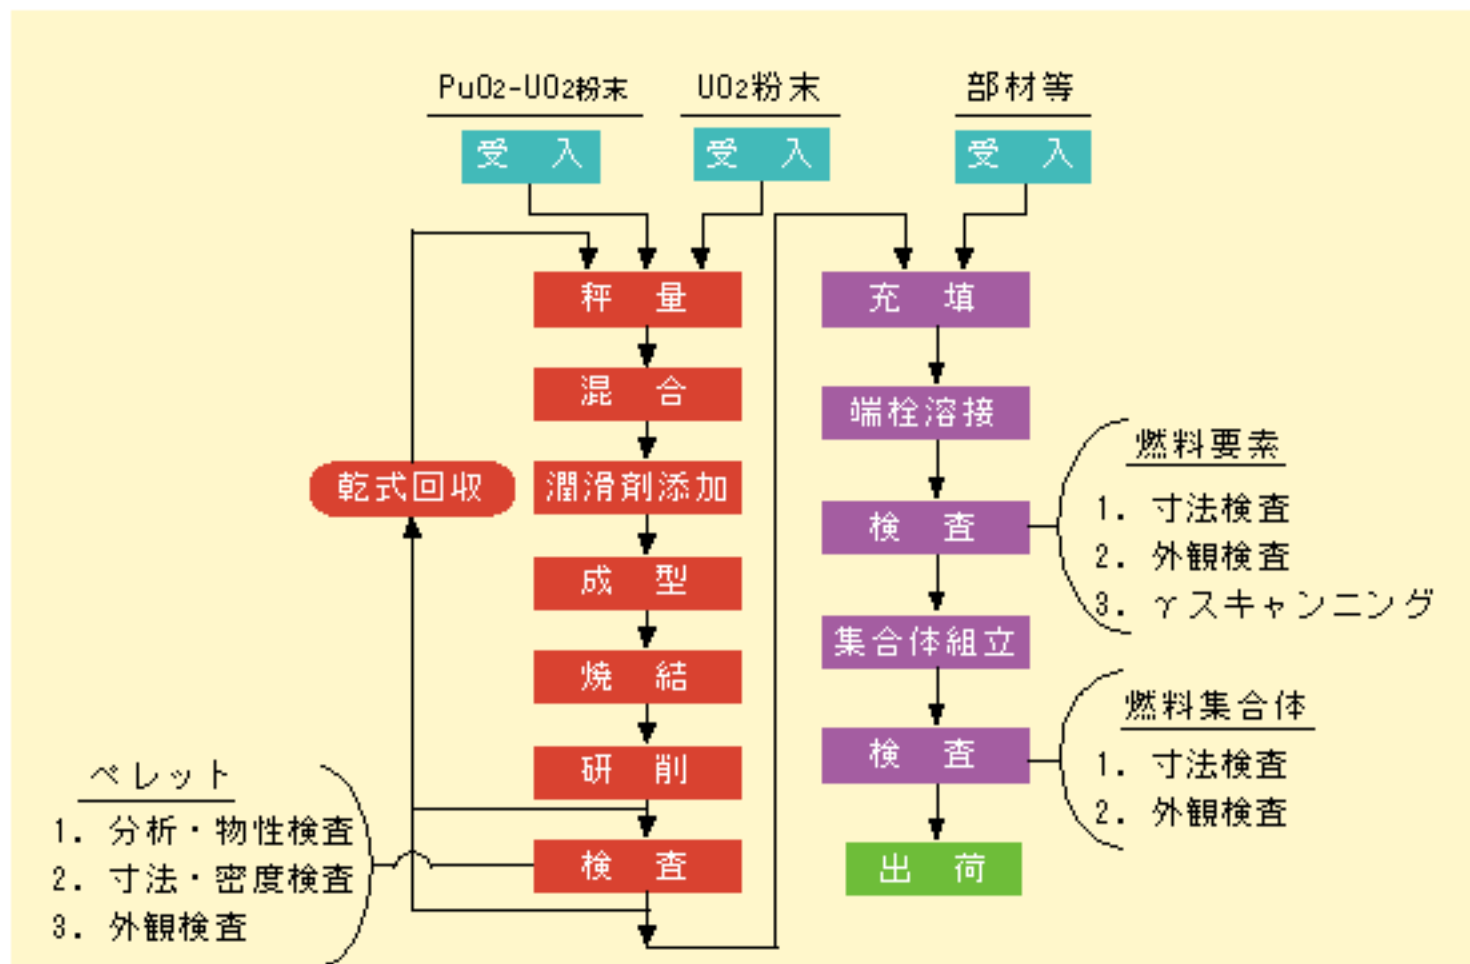 PuO₂-UO₂粉末
UO₂粉末
部材等
受 入
受 入
受 入
秤 量
混 合
乾式回収
潤滑剤添加
成 型
焼 結
研 削
検 査
ペレット
1. 分析・物性検査
2. 寸法・密度検査
3. 外観検査
充 填
端栓溶接
検 査
燃料要素
1. 寸法検査
2. 外観検査
3. γスキャンニング
集合体組立
検 査
燃料集合体
1. 寸法検査
2. 外観検査
出 荷